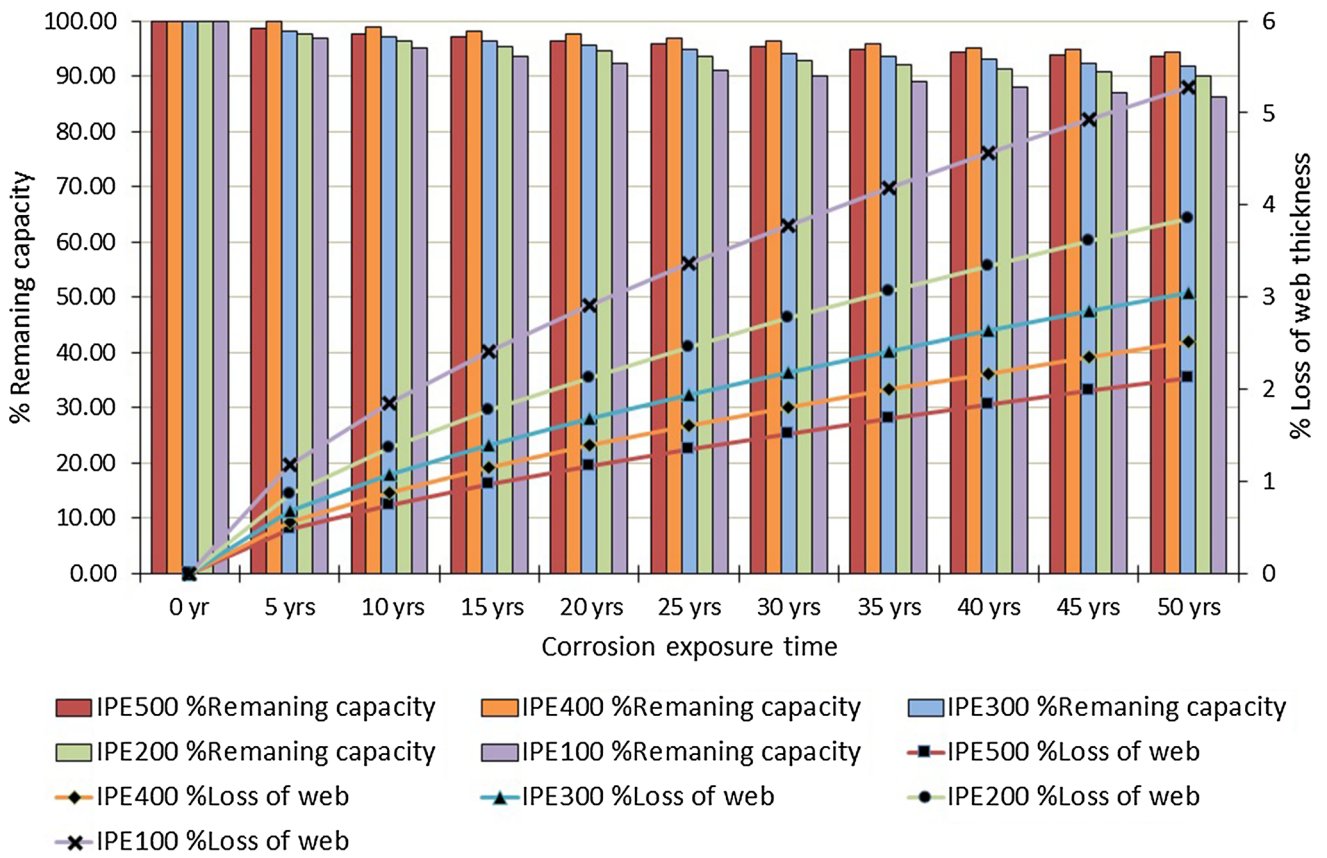 100.00
90.00
80.00
70.00
60.00
50.00
40.00
30.00
20.00
10.00
0.00
% Remaning capacity
6
5
4
3
2
1
0
% Loss of web thickness
0 yr 5 yrs 10 yrs 15 yrs 20 yrs 25 yrs 30 yrs 35 yrs 40 yrs 45 yrs 50 yrs
Corrosion exposure time
IPE500 %Remaning capacity IPE400 %Remaning capacity IPE300 %Remaning capacity
IPE200 %Remaning capacity IPE100 %Remaning capacity IPE500 %Loss of web
IPE400 %Loss of web IPE300 %Loss of web IPE200 %Loss of web
IPE100 %Loss of web